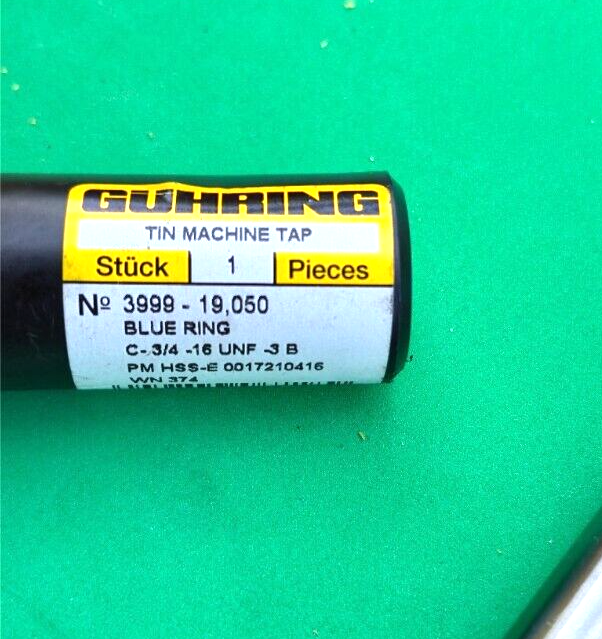 GÜHRING
TIN MACHINE TAP
Stück 1 Pieces
Nº 3999 - 19,050
BLUE RING
C- 3/4 -16 UNF -3 B
PM HSS-E 0017210416
WN 374